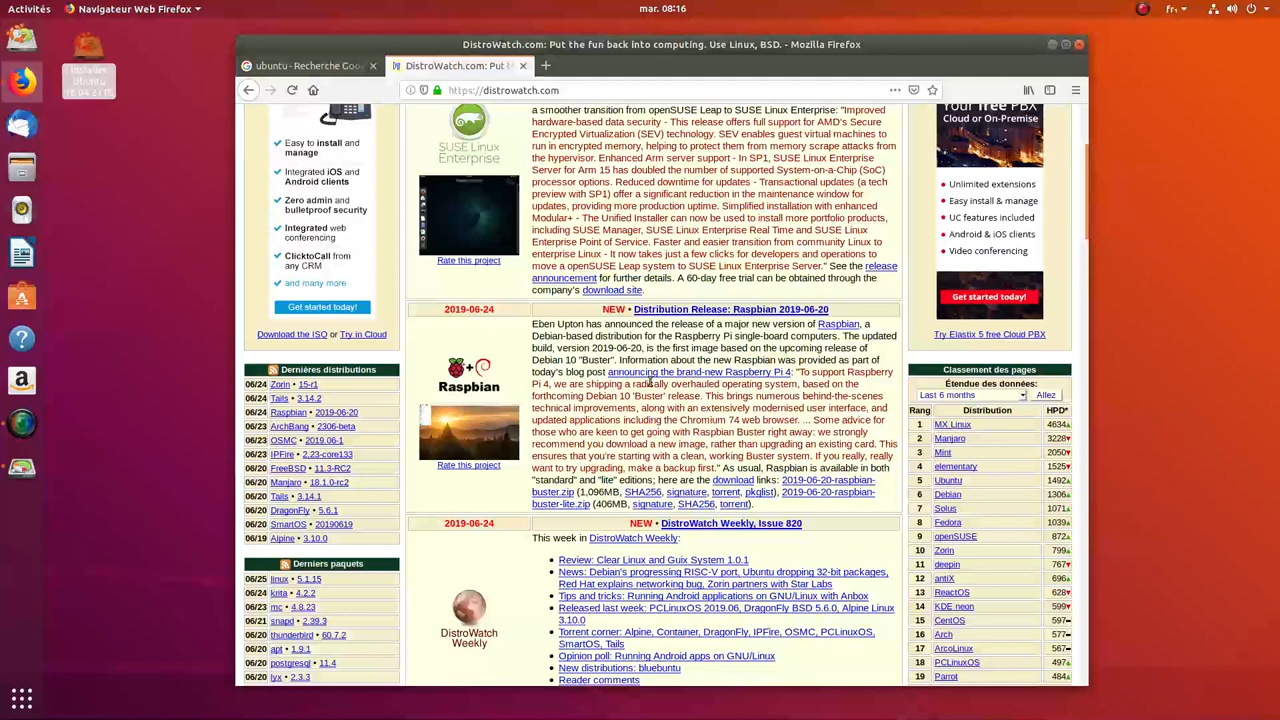 Activités
Navigateur Web Firefox
mar. 08:16
fr₁
Installer
Ubuntu
DistroWatch.com: Put the fun back into computing. Use Linux, BSD. - Mozilla Firefox
ubuntu - Recherche Goo
DistroWatch.com: Put t
https://distrowatch.com
Easy to install and
manage
Integrated iOS and
Android clients
Zero admin and
bulletproof security
Integrated web
conferencing
ClicktoCall from
any CRM
and many more
Get started today!
Download the ISO or Try in Cloud
Dernières distributions
06/24 Zorin 15-r1
06/24 Tails 3.14.2
06/24 Raspbian 2019-06-20
06/23 ArchBang 2306-beta
06/23 OSMC 2019.06-1
06/23 IPFire 2.23-core133
06/23 FreeBSD 11.3-RC2
06/20 Manjaro 18.1.0-rc2
06/20 Tails 3.14.1
06/20 DragonFly 5.6.1
06/20 SmartOS 20190619
06/19 Alpine 3.10.0
Derniers paquets
06/25 linux 5.1.15
06/22 krita 4.2.2
06/23 mc 4.8.23
06/21 snapd 2.39.3
06/20 thunderbird 60.7.2
06/20 apt 1.9.1
06/20 postgresql 11.4
06/20 lyx 2.3.3
SUSE Linux
Enterprise
Rate this project
a smoother transition from openSUSE Leap to SUSE Linux Enterprise: "Improved
hardware-based data security - This release offers full support for AMD's Secure
Encrypted Virtualization (SEV) technology. SEV enables guest virtual machines to
run in encrypted memory, helping to protect them from memory scrape attacks
from the hypervisor. Enhanced Arm server support - In SP1, SUSE Linux Enterprise
Server for Arm 15 has doubled the number of supported System-on-a-Chip (SoC)
processor options. Reduced downtime for updates - Transactional updates (a tech
preview with SP1) offer a significant reduction in the maintenance window for
updates, providing more production uptime. Simplified installation with enhanced
Modular+ - The Unified Installer can now be used to install more portfolio products,
including SUSE Manager, SUSE Linux Enterprise Real Time and SUSE Linux
Enterprise Point of Service. Faster and easier transition from community Linux to
enterprise Linux - It now takes just a few clicks for developers and operations to
move a openSUSE Leap system to SUSE Linux Enterprise Server." See the release
announcement for further details. A 60-day free trial can be obtained through the
company's download site.
2019-06-24 NEW • Distribution Release: Raspbian 2019-06-20
Raspbian
Rate this project
Eben Upton has announced the release of a major new version of Raspbian, a
Debian-based distribution for the Raspberry Pi single-board computers. The updated
build, version 2019-06-20, is the first image based on the upcoming release of
Debian 10 "Buster". Information about the new Raspbian was provided as part of
today's blog post announcing the brand-new Raspberry Pi 4: "To support Raspberry
Pi 4, we are shipping a radically overhauled operating system, based on the
forthcoming Debian 10 'Buster' release. This brings numerous behind-the-scenes
technical improvements, along with an extensively modernised user interface, and
updated applications including the Chromium 74 web browser. ... Some advice for
those who are keen to get going with Raspbian Buster right away: we strongly
recommend you download a new image, rather than upgrading an existing card. This
ensures that you're starting with a clean, working Buster system. If you really, really
want to try upgrading, make a backup first." As usual, Raspbian is available in both
"standard" and "lite" editions; here are the download links: 2019-06-20-raspbian-
buster.zip (1,096MB, SHA256, signature, torrent, pkglist), 2019-06-20-raspbian-
buster-lite.zip (406MB, signature, SHA256, torrent).
2019-06-24 NEW • DistroWatch Weekly, Issue 820
DistroWatch
Weekly
This week in DistroWatch Weekly:
Review: Clear Linux and Guix System 1.0.1
News: Debian's progressing RISC-V port, Ubuntu dropping 32-bit packages,
Red Hat explains networking bug, Zorin partners with Star Labs
Tips and tricks: Running Android applications on GNU/Linux with Anbox
Released last week: PCLinuxOS 2019.06, DragonFly BSD 5.6.0, Alpine Linux
3.10.0
Torrent corner: Alpine, Container, DragonFly, IPFire, OSMC, PCLinuxOS,
SmartOS, Tails
Opinion poll: Running Android apps on GNU/Linux
New distributions: bluebuntu
Reader comments
Your free PBX
Cloud or On-Premise
Unlimited extensions
Easy install & manage
UC features included
Android & iOS clients
Video conferencing
Get started today!
Try Elastix 5 free Cloud PBX
Classement des pages
Étendue des données:
Last 6 months
Allez
Rang Distribution HPD*
1 MX Linux 4634
2 Manjaro 3228
3 Mint 2050
4 elementary 1525
5 Ubuntu 1492
6 Debian 1306
7 Solus 1071
8 Fedora 1039
9 openSUSE 872
10 Zorin 799
11 deepin 767
12 antiX 696
13 ReactOS 628
14 KDE neon 599
15 CentOS 597
16 Arch 577
17 ArcoLinux 567
18 PCLinuxOS 497
19 Parrot 484